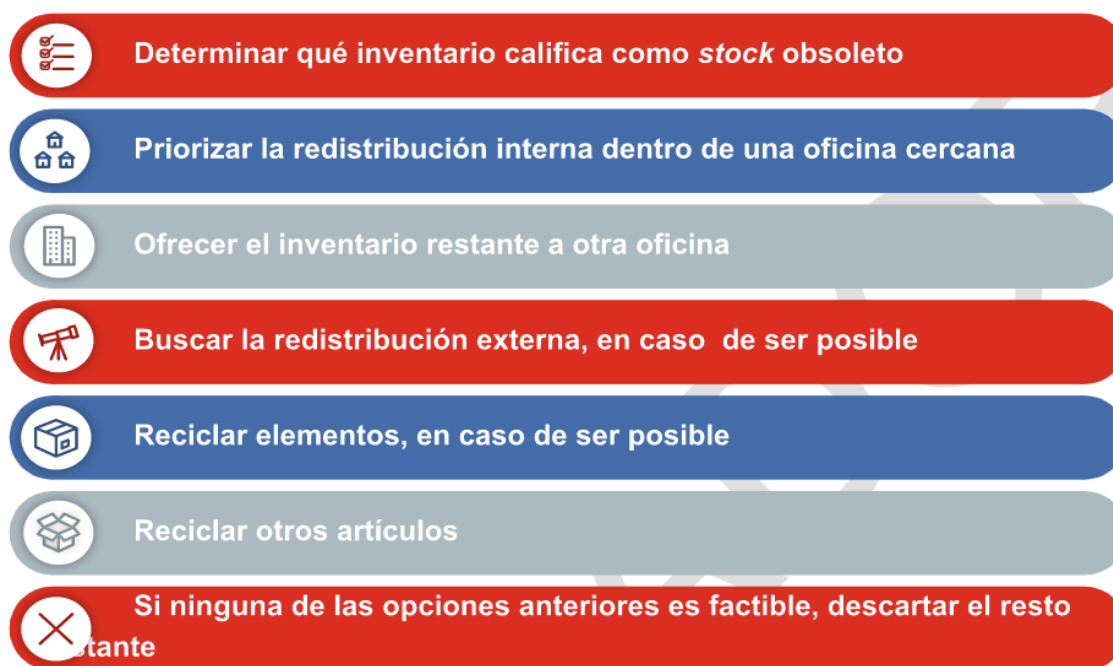 Determinar qué inventario califica como stock obsoleto
Priorizar la redistribución interna dentro de una oficina cercana
Ofrecer el inventario restante a otra oficina
Buscar la redistribución externa, en caso de ser posible
Reciclar elementos, en caso de ser posible
Reciclar otros artículos
Si ninguna de las opciones anteriores es factible, descartar el resto